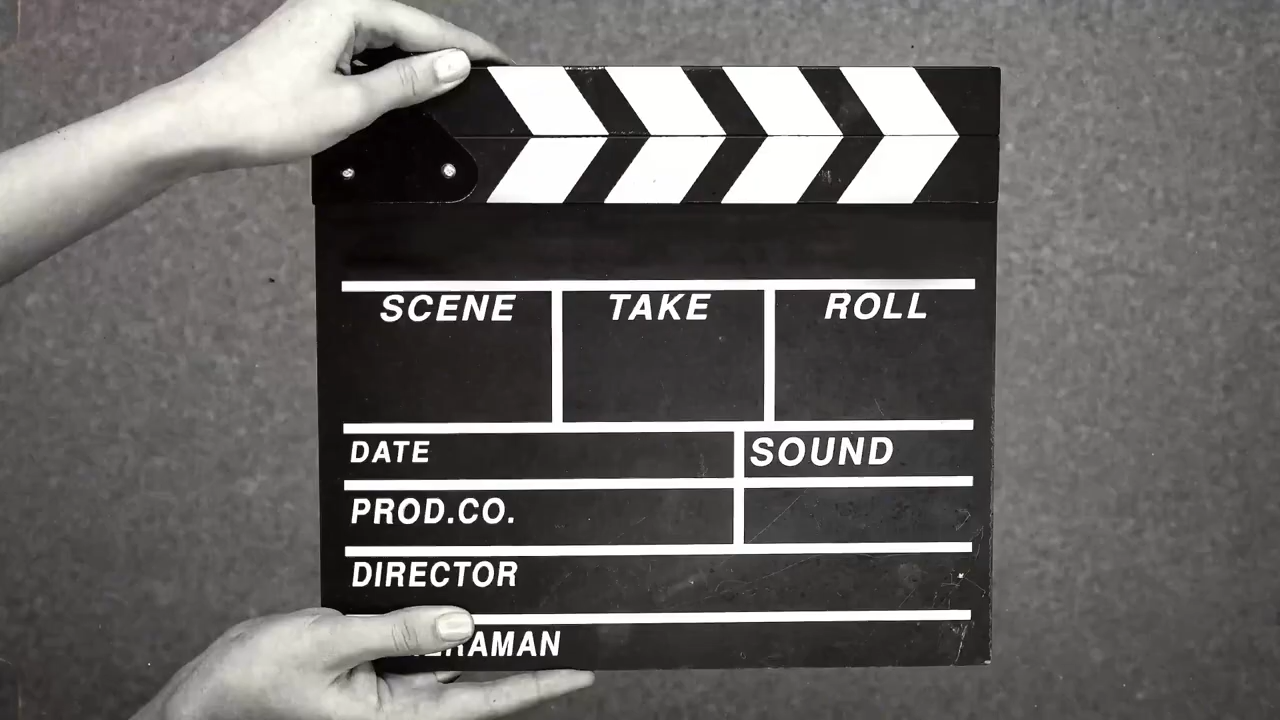 SCENE TAKE ROLL
DATE SOUND
PROD.CO.
DIRECTOR